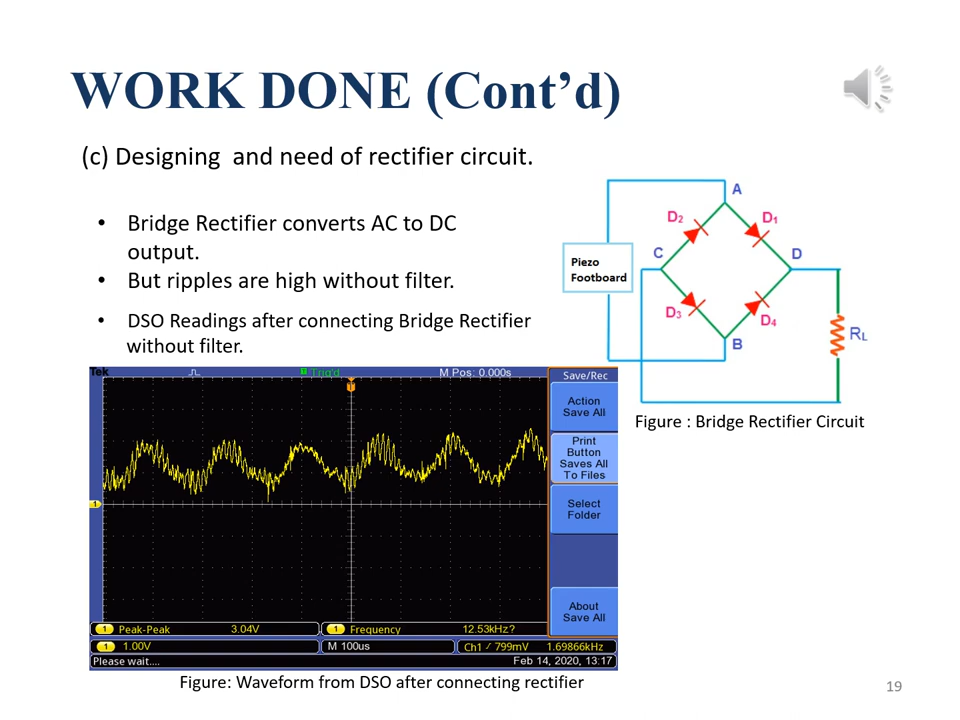 WORK DONE (Cont’d)
(c) Designing and need of rectifier circuit.
• Bridge Rectifier converts AC to DC
output.
• But ripples are high without filter.
• DSO Readings after connecting Bridge Rectifier
without filter.
A
D2
D1
C
D
Piezo
Footboard
D3
D4
B
RL
Figure : Bridge Rectifier Circuit
Tek
T Trig'd
M Pos: 0.000s
Save/Rec
Action
Save All
Print
Button
Saves All
To Files
Select
Folder
About
Save All
1
1 Peak-Peak 3.04V
1 Frequency 12.53kHz?
1 1.00V
M 100us
Ch1 ∕ 799mV 1.69866kHz
Please wait....
Feb 14, 2020, 13:17
Figure: Waveform from DSO after connecting rectifier
19